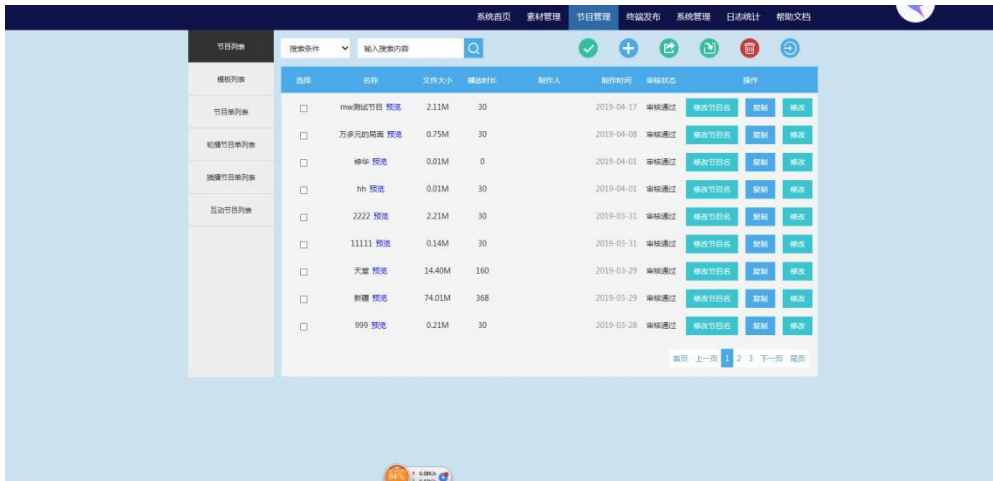 系统首页 素材管理 节目管理 终端发布 系统管理 日志统计 帮助文档
节目列表
模板列表
节目单列表
轮播节目单列表
插播节目单列表
互动节目列表
搜索条件 输入搜索内容
选择 名称 文件大小 播放时长 制作人 制作时间 审核状态 操作
mw测试节目 预览 2.11M 30 2019-04-17 审核通过 修改节目名 复制 修改
万多元的局面 预览 0.75M 30 2019-04-08 审核通过 修改节目名 复制 修改
预览 0.01M 0 2019-04-01 审核通过 修改节目名 复制 修改
hh 预览 0.01M 30 2019-04-01 审核通过 修改节目名 复制 修改
2222 预览 2.21M 30 2019-03-31 审核通过 修改节目名 复制 修改
11111 预览 0.14M 30 2019-03-31 审核通过 修改节目名 复制 修改
天堂 预览 14.40M 160 2019-03-29 审核通过 修改节目名 复制 修改
新疆 预览 74.01M 368 2019-03-29 审核通过 修改节目名 复制 修改
999 预览 0.21M 30 2019-03-28 审核通过 修改节目名 复制 修改
首页 上一页 1 2 3 下一页 尾页
84%